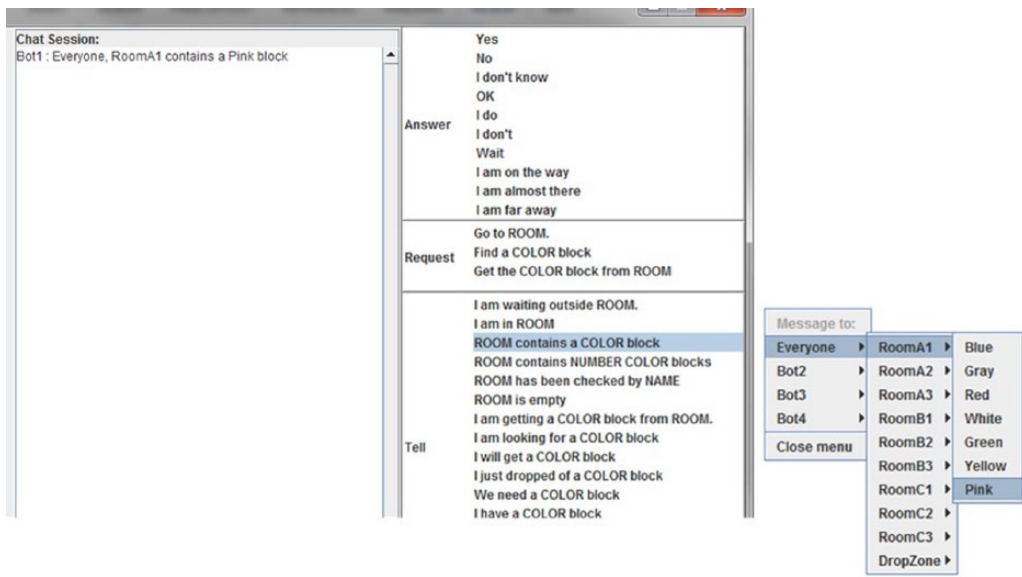 Chat Session:
Bot1 : Everyone, RoomA1 contains a Pink block
Answer
Yes
No
I don't know
OK
I do
I don't
Wait
I am on the way
I am almost there
I am far away
Request
Go to ROOM.
Find a COLOR block
Get the COLOR block from ROOM
Tell
I am waiting outside ROOM.
I am in ROOM
ROOM contains a COLOR block
ROOM contains NUMBER COLOR blocks
ROOM has been checked by NAME
ROOM is empty
I am getting a COLOR block from ROOM.
I am looking for a COLOR block
I will get a COLOR block
I just dropped of a COLOR block
We need a COLOR block
I have a COLOR block
Message to:
Everyone
Bot2
Bot3
Bot4
Close menu
RoomA1
RoomA2
RoomA3
RoomB1
RoomB2
RoomB3
RoomC1
RoomC2
RoomC3
DropZone
Blue
Gray
Red
White
Green
Yellow
Pink